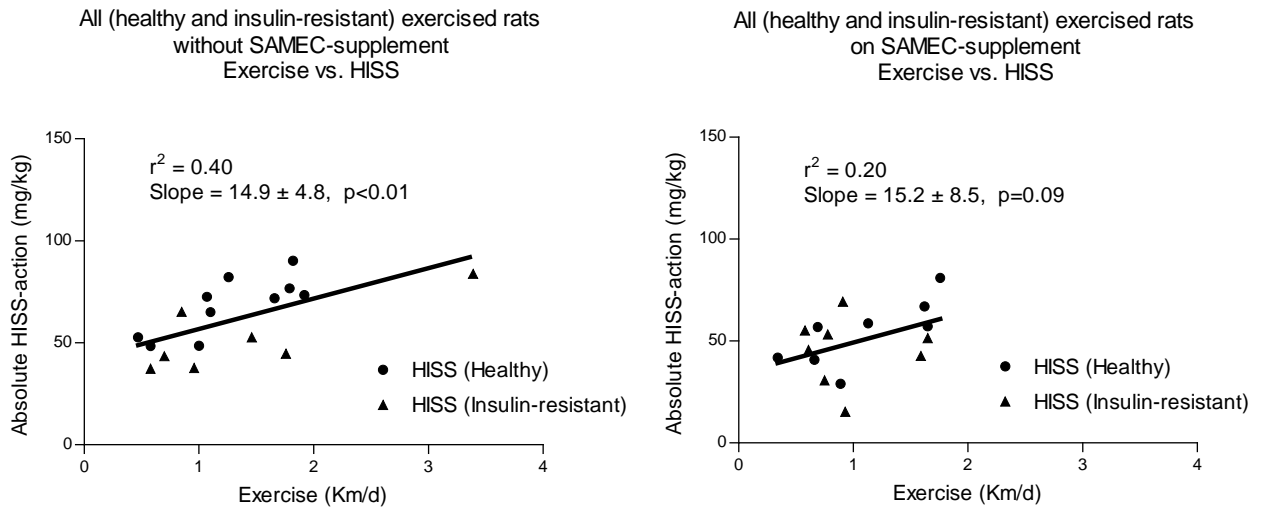 All (healthy and insulin-resistant) exercised rats
without SAMEC-supplement
Exercise vs. HISS
150
100
50
0
Absolute HISS-action (mg/kg)
r² = 0.40
Slope = 14.9 ± 4.8, p<0.01
HISS (Healthy)
HISS (Insulin-resistant)
0 1 2 3 4
Exercise (Km/d)
All (healthy and insulin-resistant) exercised rats
on SAMEC-supplement
Exercise vs. HISS
150
100
50
0
Absolute HISS-action (mg/kg)
r² = 0.20
Slope = 15.2 ± 8.5, p=0.09
HISS (Healthy)
HISS (Insulin-resistant)
0 1 2 3 4
Exercise (Km/d)